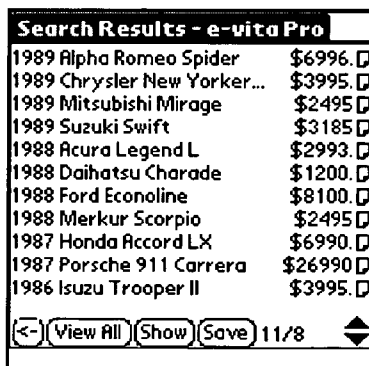 Search Results - e-vita Pro
1989 Alpha Romeo Spider $6996.
1989 Chrysler New Yorker... $3995.
1989 Mitsubishi Mirage $2495
1989 Suzuki Swift $3185
1988 Acura Legend L $2993.
1988 Daihatsu Charade $1200.
1988 Ford Econoline $8100.
1988 Merkur Scorpio $2495
1987 Honda Accord LX $6990.
1987 Porsche 911 Carrera $26990
1986 Isuzu Trooper II $3995.
<- View All Show Save 11/8